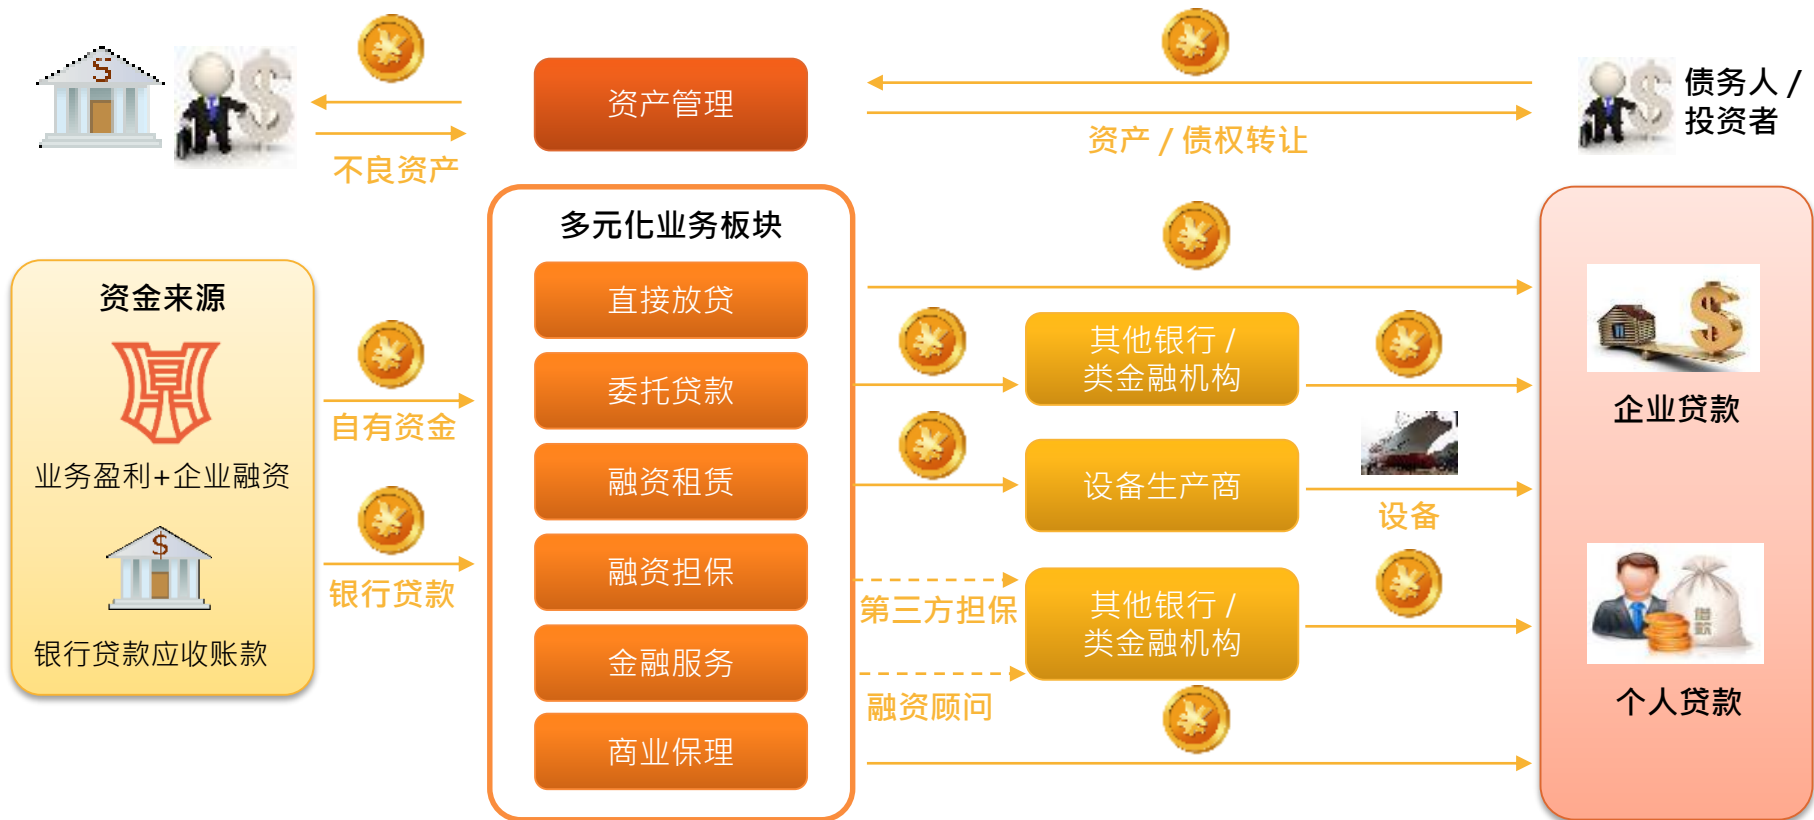 资产管理
债务人 /
投资者
不良资产
资产 / 债权转让
多元化业务板块
资金来源
业务盈利+企业融资
银行贷款应收账款
自有资金
银行贷款
直接放贷
委托贷款
融资租赁
融资担保
金融服务
商业保理
其他银行 /
类金融机构
设备生产商
设备
第三方担保
其他银行 /
类金融机构
融资顾问
企业贷款
借
款
个人贷款